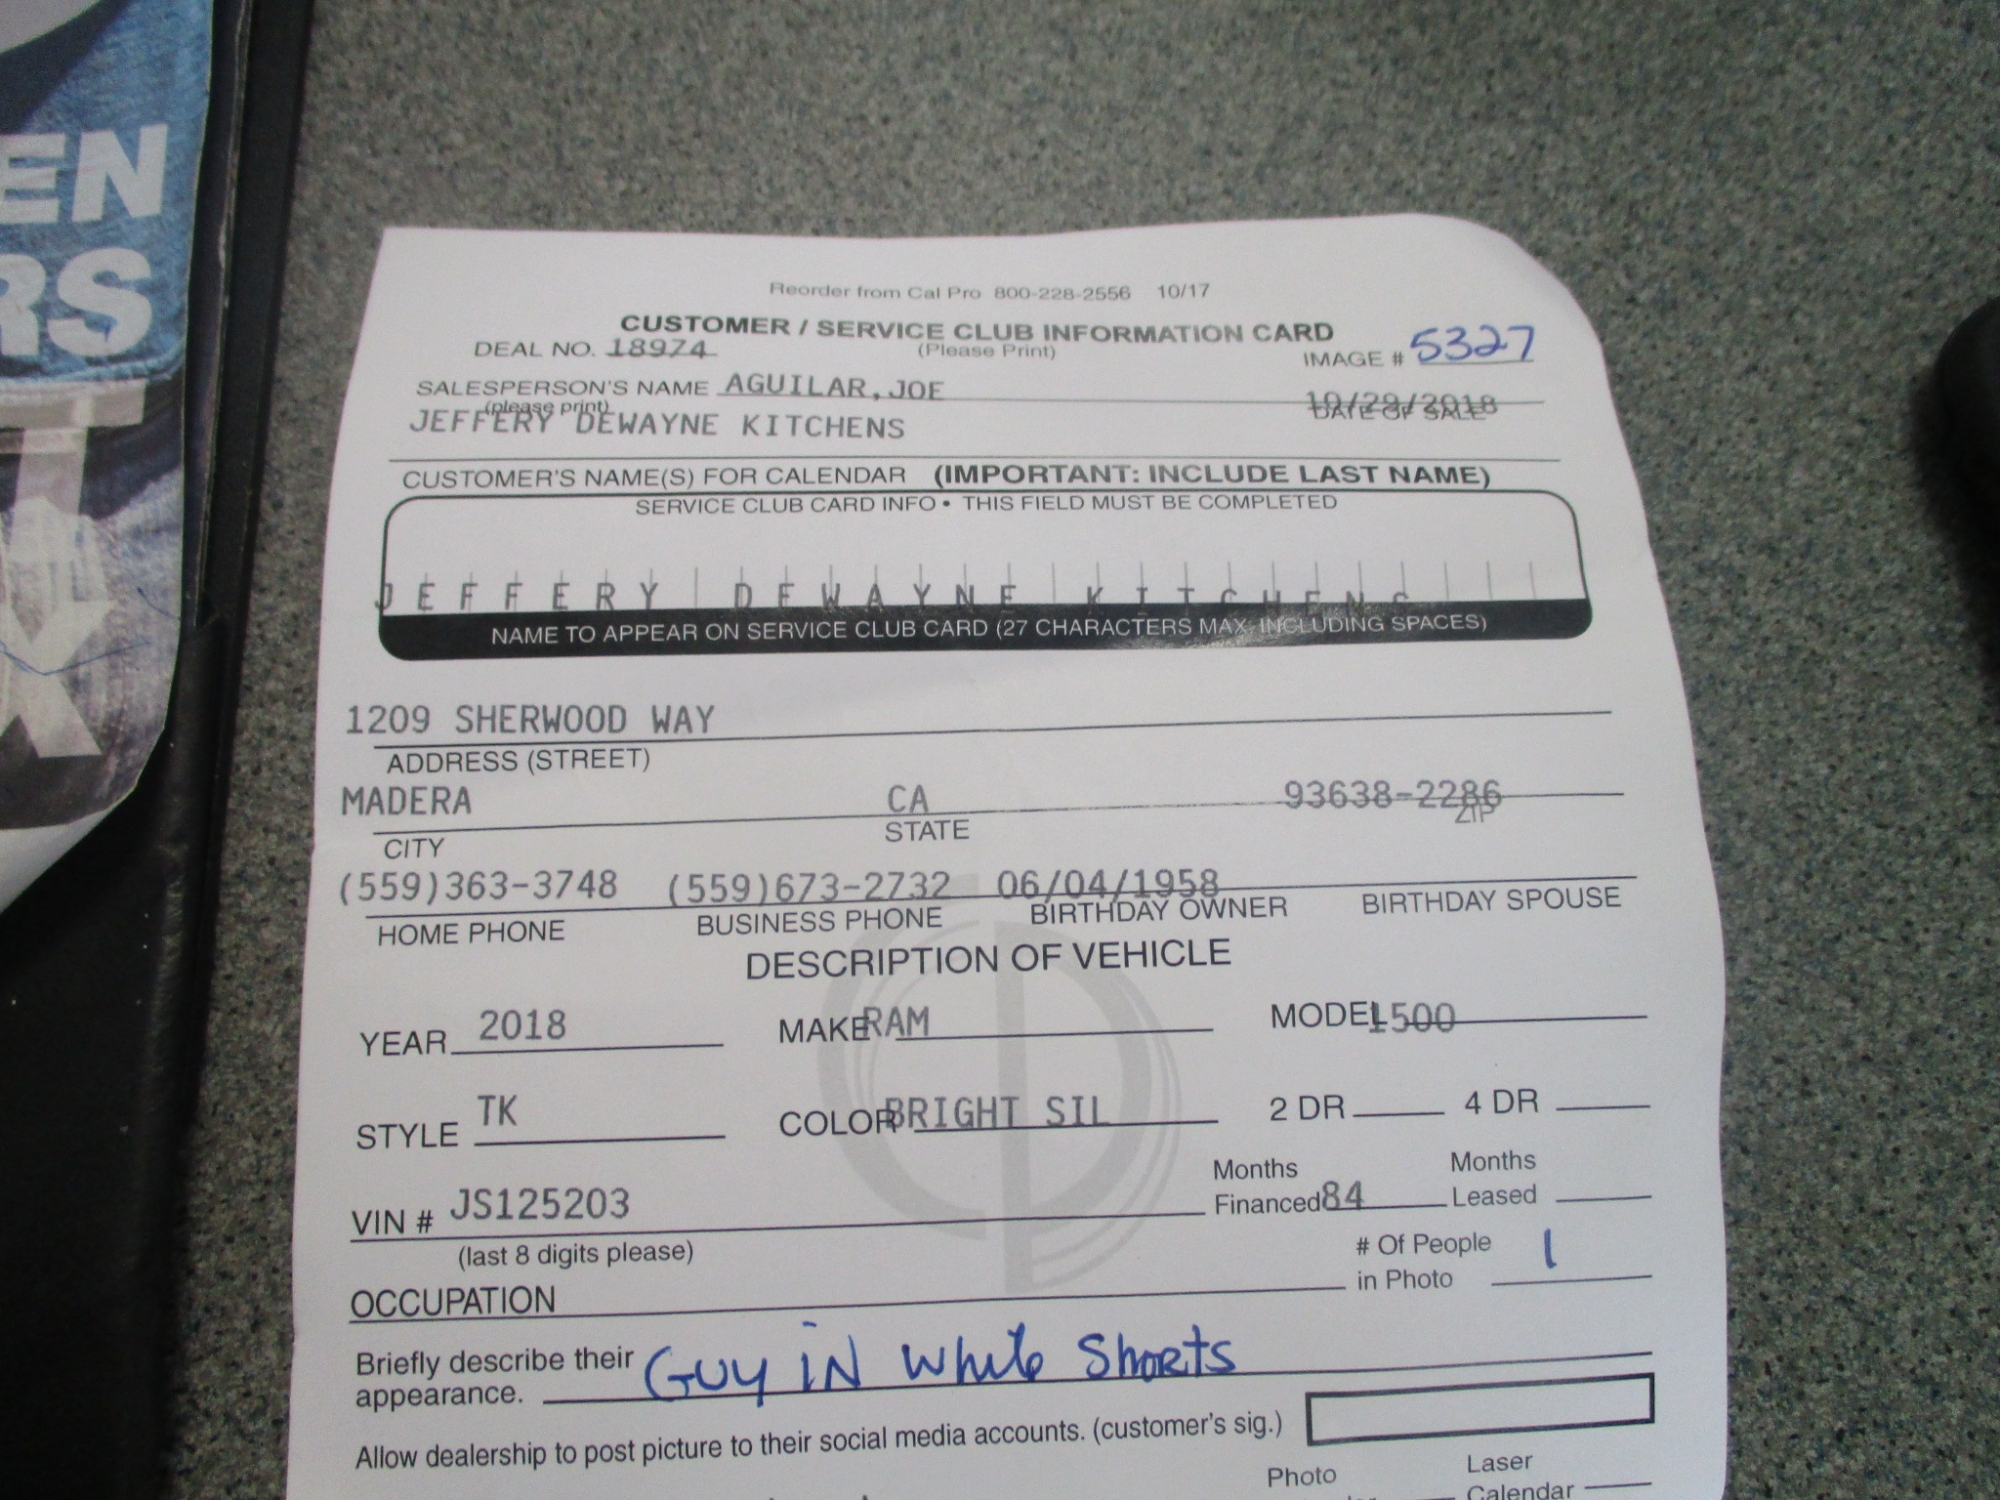 EN
RS
X
Reorder from Cal Pro 800-228-2556 10/17
CUSTOMER / SERVICE CLUB INFORMATION CARD
DEAL NO. 18974 (Please Print) IMAGE # 5327
SALESPERSON'S NAME AGUILAR, JOE
(please print) 10/29/2018 DATE OF SALE
JEFFERY DEWAYNE KITCHENS
CUSTOMER'S NAME(S) FOR CALENDAR (IMPORTANT: INCLUDE LAST NAME)
SERVICE CLUB CARD INFO • THIS FIELD MUST BE COMPLETED
JEFFERY DEWAYNE KITCHENS
NAME TO APPEAR ON SERVICE CLUB CARD (27 CHARACTERS MAX, INCLUDING SPACES)
1209 SHERWOOD WAY
ADDRESS (STREET)
MADERA CA 93638-2286
CITY STATE ZIP
(559)363-3748 (559)673-2732 06/04/1958
HOME PHONE BUSINESS PHONE BIRTHDAY OWNER BIRTHDAY SPOUSE
DESCRIPTION OF VEHICLE
YEAR 2018 MAKE RAM MODEL 1500
STYLE TK COLOR BRIGHT SIL 2 DR 4 DR
VIN # JS125203 Months Financed 84 Months Leased
(last 8 digits please)
OCCUPATION # Of People in Photo 1
Briefly describe their appearance. GUY IN White Shorts
Allow dealership to post picture to their social media accounts. (customer's sig.)
Photo Laser
Calendar